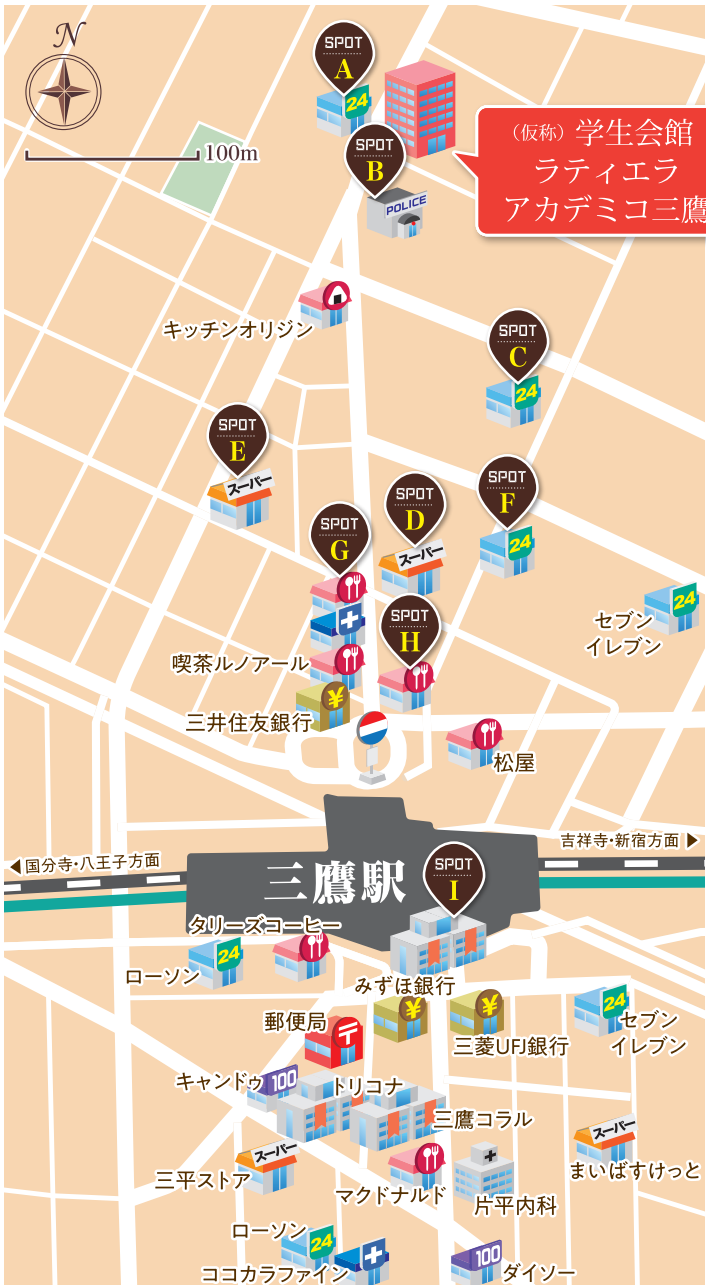 N
100m
SPOT
A
24
SPOT
B
POLICE
(仮称) 学生会館
ラティエラ
アカデミコ三鷹
キッチンオリジン
SPOT
C
24
SPOT
E
スーパー
SPOT
D
スーパー
SPOT
F
24
SPOT
G
SPOT
H
24
セブン
イレブン
喫茶ルノアール
¥
三井住友銀行
松屋
吉祥寺・新宿方面
国分寺・八王子方面
三鷹駅
SPOT
I
タリーズコーヒー
24
ローソン
みずほ銀行
¥
¥
三菱UFJ銀行
24
セブン
イレブン
郵便局
〒
キャンドゥ
100
トリコナ
三鷹コラル
スーパー
三平ストア
マクドナルド
片平内科
スーパー
まいばすけっと
ローソン
24
ココカラファイン
100
ダイソー